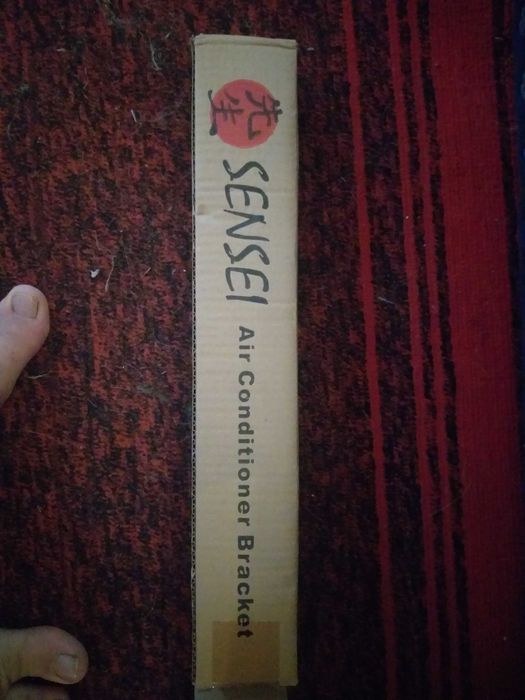 先生
SENSEI Air Conditioner Bracket